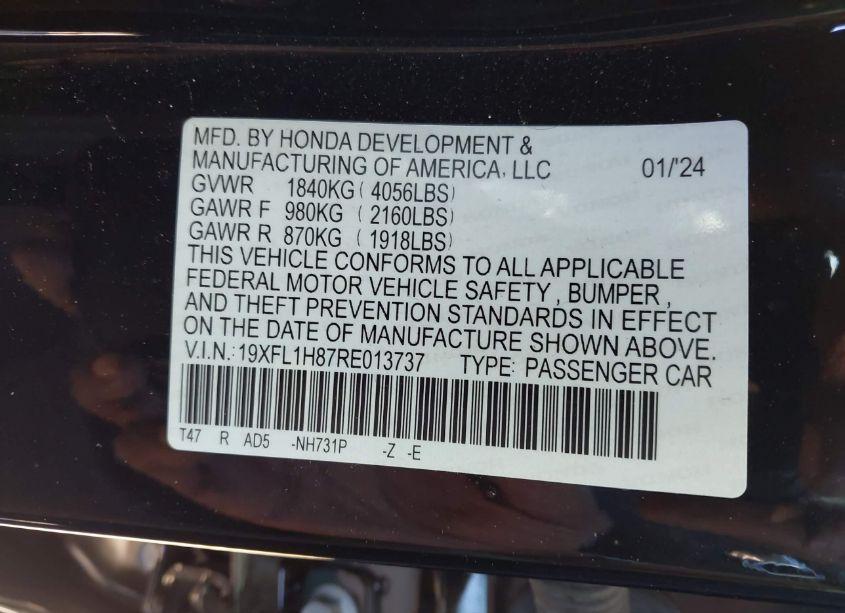 MFD. BY HONDA DEVELOPMENT &
MANUFACTURING OF AMERICA, LLC 01/'24
GVWR 1840KG ( 4056LBS)
GAWR F 980KG ( 2160LBS)
GAWR R 870KG ( 1918LBS)
THIS VEHICLE CONFORMS TO ALL APPLICABLE
FEDERAL MOTOR VEHICLE SAFETY , BUMPER ,
AND THEFT PREVENTION STANDARDS IN EFFECT
ON THE DATE OF MANUFACTURE SHOWN ABOVE.
V.I.N.: 19XFL1H87RE013737 TYPE: PASSENGER CAR
T47 R AD5 -NH731P -Z -E